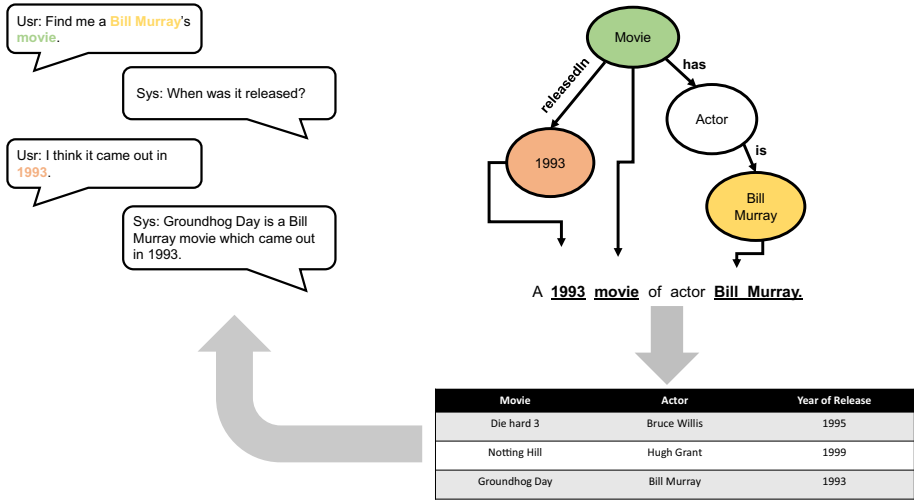 Usr: Find me a Bill Murray's
movie.
Sys: When was it released?
Usr: I think it came out in
1993.
Sys: Groundhog Day is a Bill
Murray movie which came out
in 1993.
Movie
releasedIn
has
Actor
1993
is
Bill
Murray
A 1993 movie of actor Bill Murray.
Movie Actor Year of Release
Die hard 3 Bruce Willis 1995
Notting Hill Hugh Grant 1999
Groundhog Day Bill Murray 1993